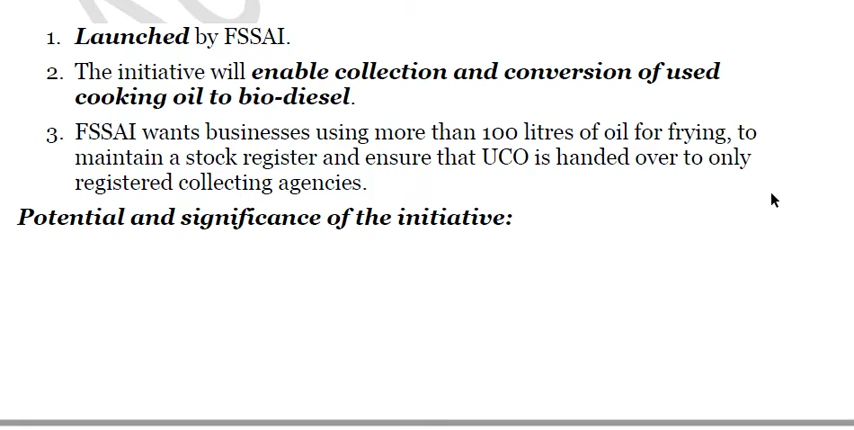 1. Launched by FSSAI.
2. The initiative will enable collection and conversion of used
cooking oil to bio-diesel.
3. FSSAI wants businesses using more than 100 litres of oil for frying, to
maintain a stock register and ensure that UCO is handed over to only
registered collecting agencies.
Potential and significance of the initiative: